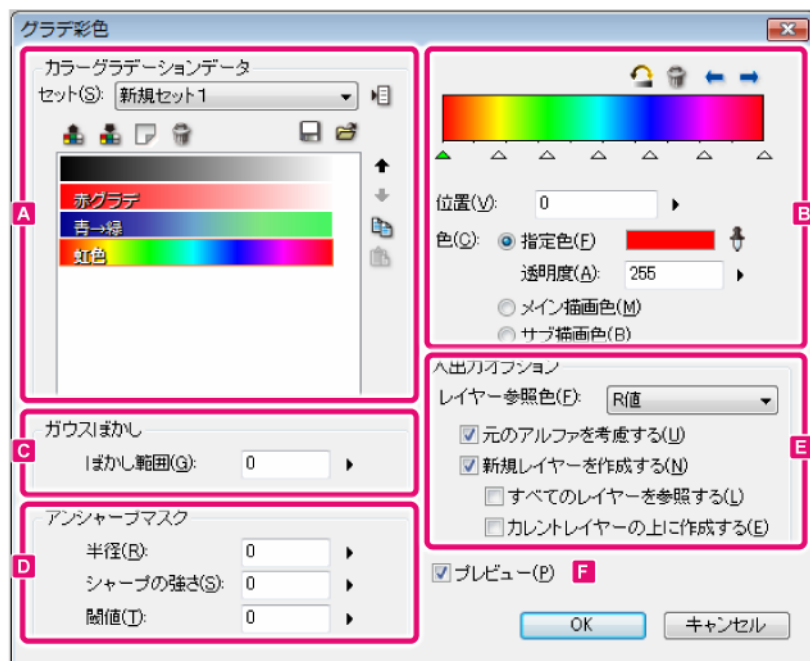 グラデ彩色
カラーグラデーションデータ
セット(S): 新規セット1
赤グラデ
青→緑
虹色
A
位置(V): 0
色(C): 指定色(F)
透明度(A): 255
メイン描画色(M)
サブ描画色(B)
B
ガウスぼかし
ぼかし範囲(G): 0
C
アンシャープマスク
半径(R): 0
シャープの強さ(S): 0
閾値(T): 0
D
入出力オプション
レイヤー参照色(F): R値
元のアルファを考慮する(U)
新規レイヤーを作成する(N)
すべてのレイヤーを参照する(L)
カレントレイヤーの上に作成する(E)
E
プレビュー(P) F
OK キャンセル